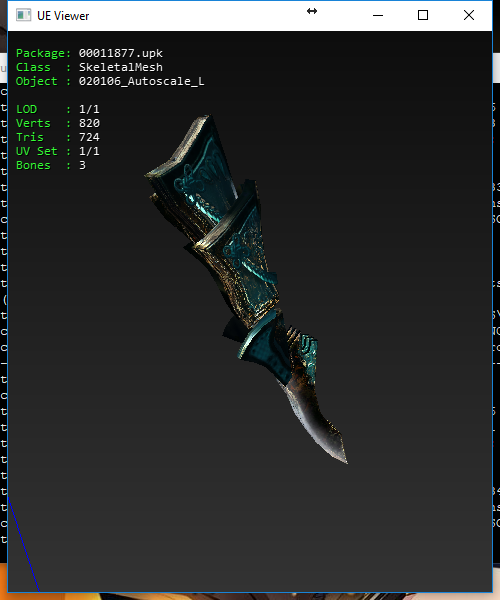 UE Viewer
Package: 00011877.upk
Class : SkeletalMesh
Object : 020106_Autoscale_L
LOD : 1/1
Verts : 820
Tris : 724
UV Set : 1/1
Bones : 3